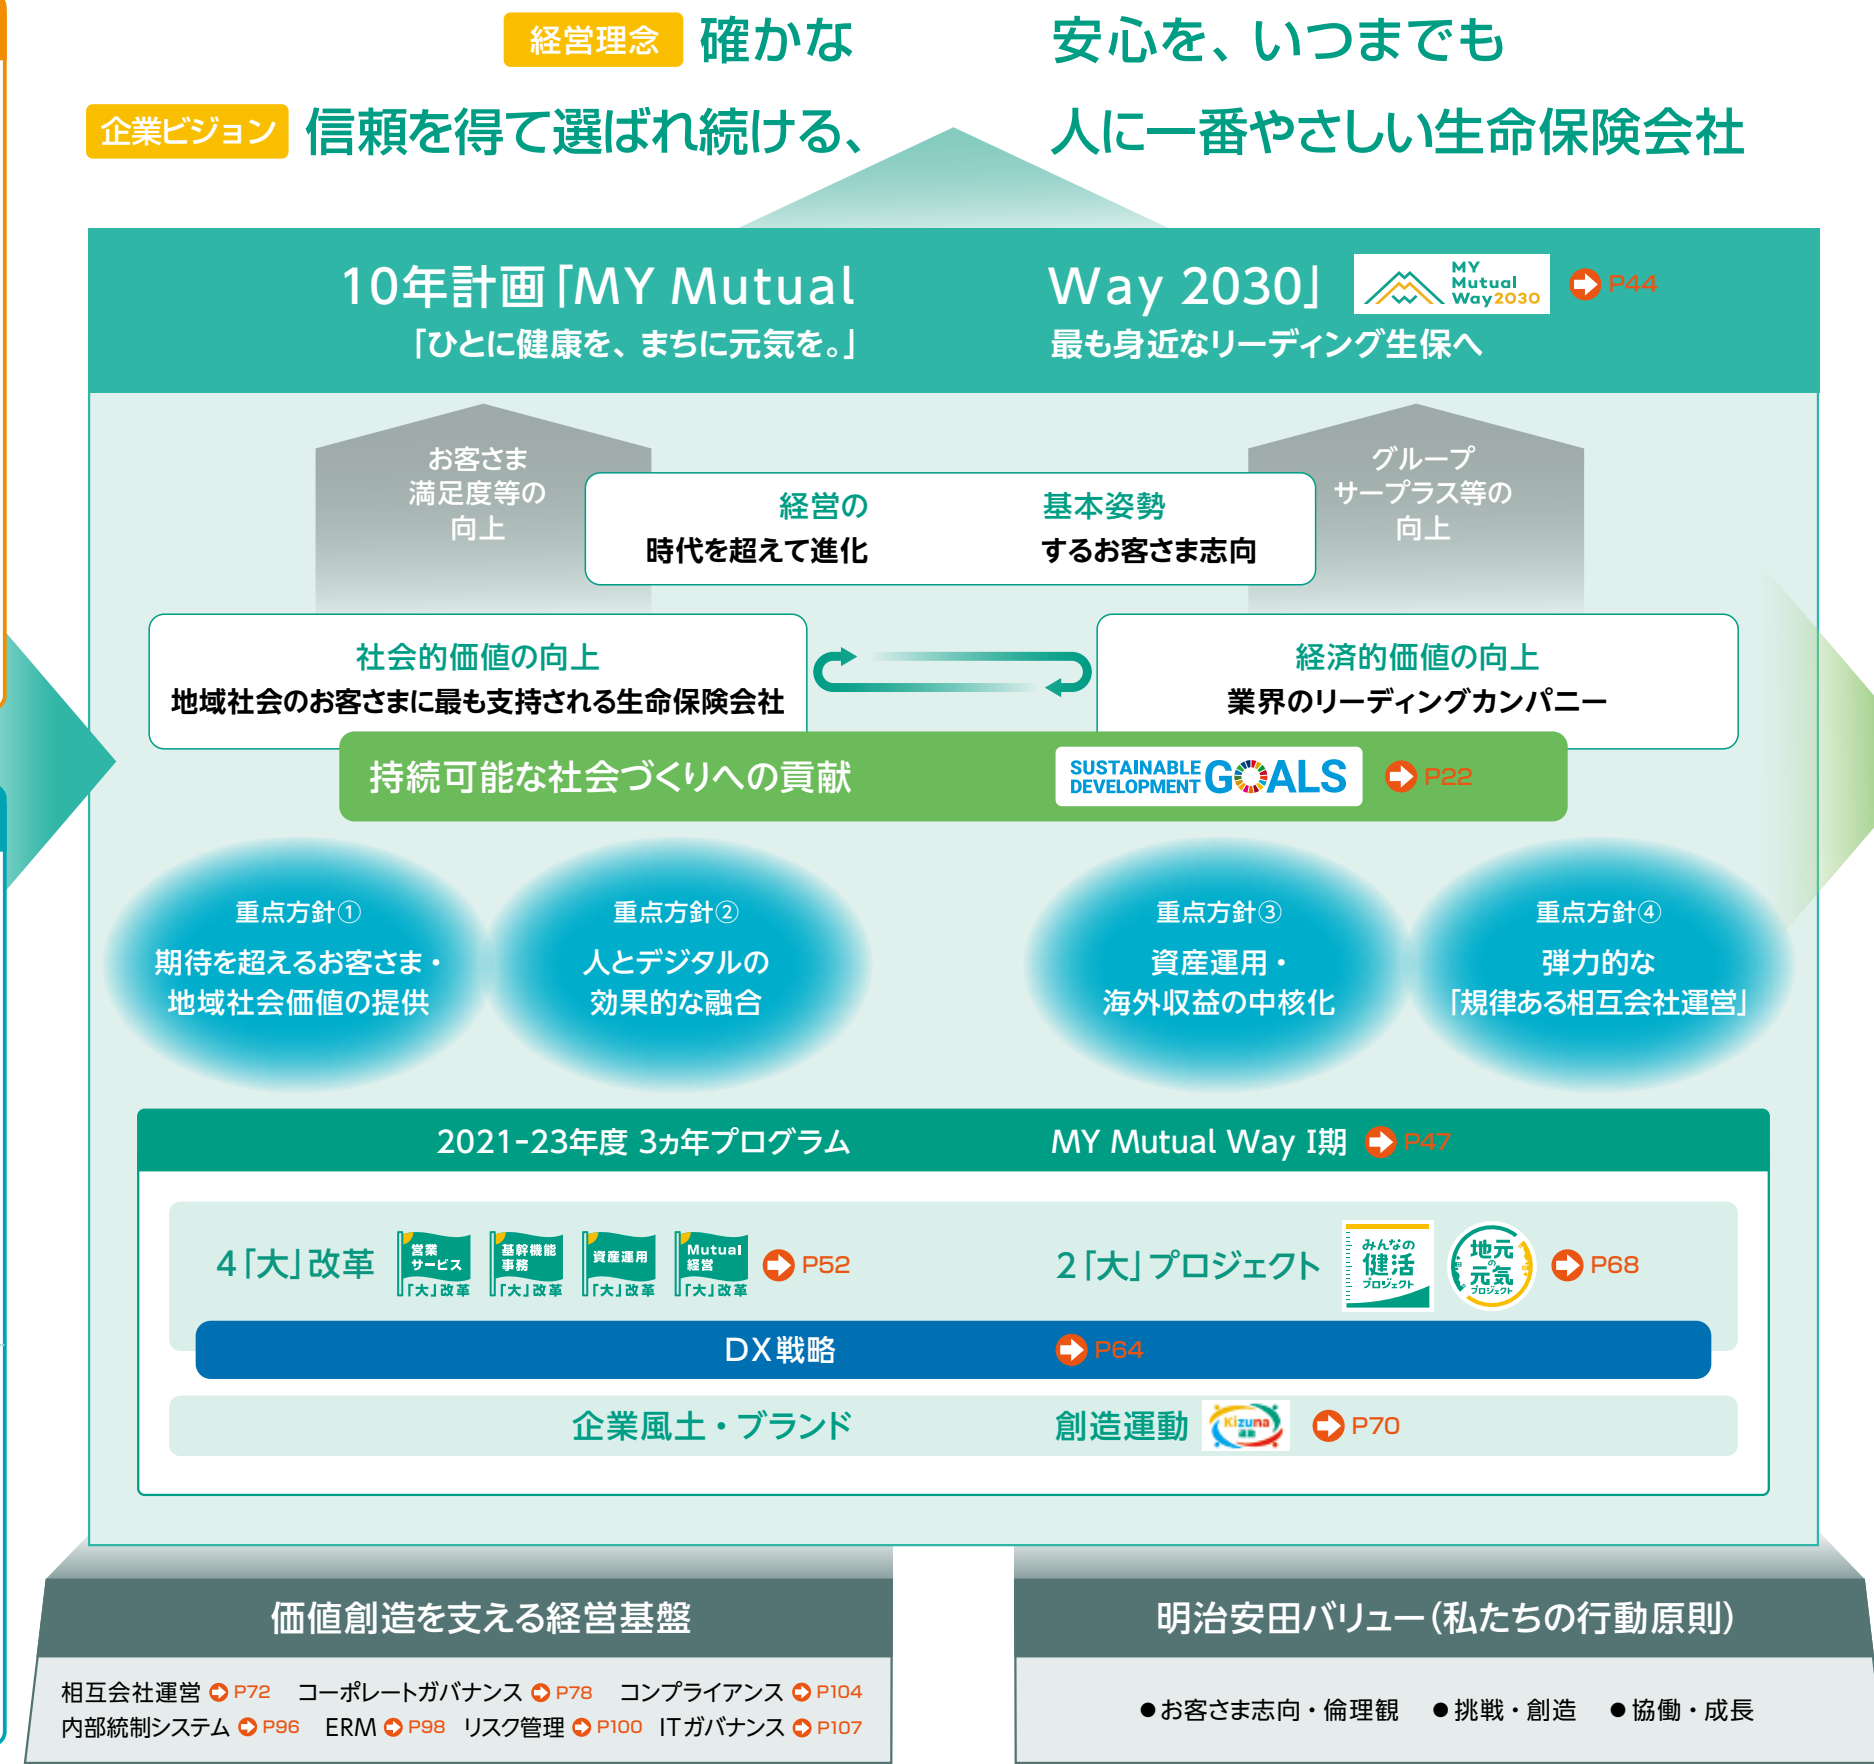 経営理念 確かな安心を、いつまでも
企業ビジョン 信頼を得て選ばれ続ける、人に一番やさしい生命保険会社
10年計画「MY Mutual Way 2030」 MY Mutual Way2030 P44
「ひとに健康を、まちに元気を。」最も身近なリーディング生保へ
お客さま
満足度等の
向上
グループ
サープラス等の
向上
経営の基本姿勢
時代を超えて進化するお客さま志向
社会的価値の向上
地域社会のお客さまに最も支持される生命保険会社
経済的価値の向上
業界のリーディングカンパニー
持続可能な社会づくりへの貢献 SUSTAINABLE DEVELOPMENT GOALS P22
重点方針①
期待を超えるお客さま・
地域社会価値の提供
重点方針②
人とデジタルの
効果的な融合
重点方針③
資産運用・
海外収益の中核化
重点方針④
弾力的な
「規律ある相互会社運営」
2021-23年度 3ヵ年プログラム MY Mutual Way Ⅰ期 P47
4「大」改革
営業
サービス
「大」改革
基幹機能
事務
「大」改革
資産運用
「大」改革
Mutual
経営
「大」改革
P52
2「大」プロジェクト
みんなの
健活
プロジェクト
地元
の
元気
プロジェクト
P68
DX戦略 P64
企業風土・ブランド創造運動 Kizuna 運動 P70
価値創造を支える経営基盤
相互会社運営 P72 コーポレートガバナンス P78 コンプライアンス P104
内部統制システム P96 ERM P98 リスク管理 P100 ITガバナンス P107
明治安田バリュー(私たちの行動原則)
●お客さま志向・倫理観 ●挑戦・創造 ●協働・成長